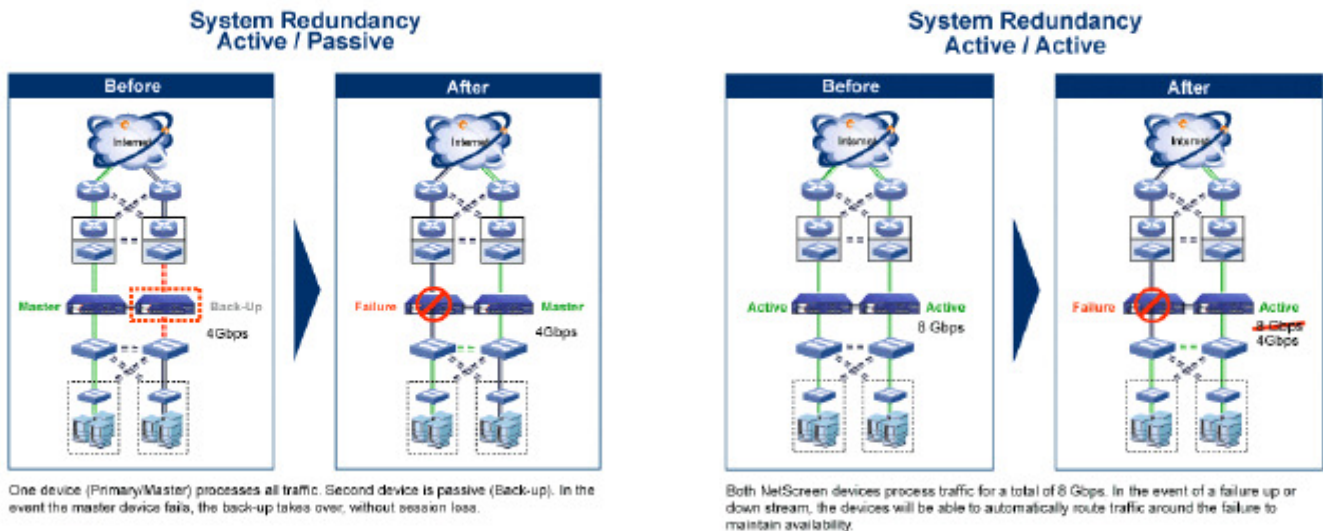 System Redundancy
Active / Passive
Before
After
Internet
Internet
Master
Back-Up
4Gbps
Failure
Master
4Gbps
One device (Primary/Master) processes all traffic. Second device is passive (Back-up). In the
event the master device fails, the back-up takes over, without session loss.
System Redundancy
Active / Active
Before
After
Internet
Internet
Active
Active
8 Gbps
Failure
Active
8 Gbps
4Gbps
Both NetScreen devices process traffic for a total of 8 Gbps. In the event of a failure up or
down stream, the devices will be able to automatically route traffic around the failure to
maintain availability.